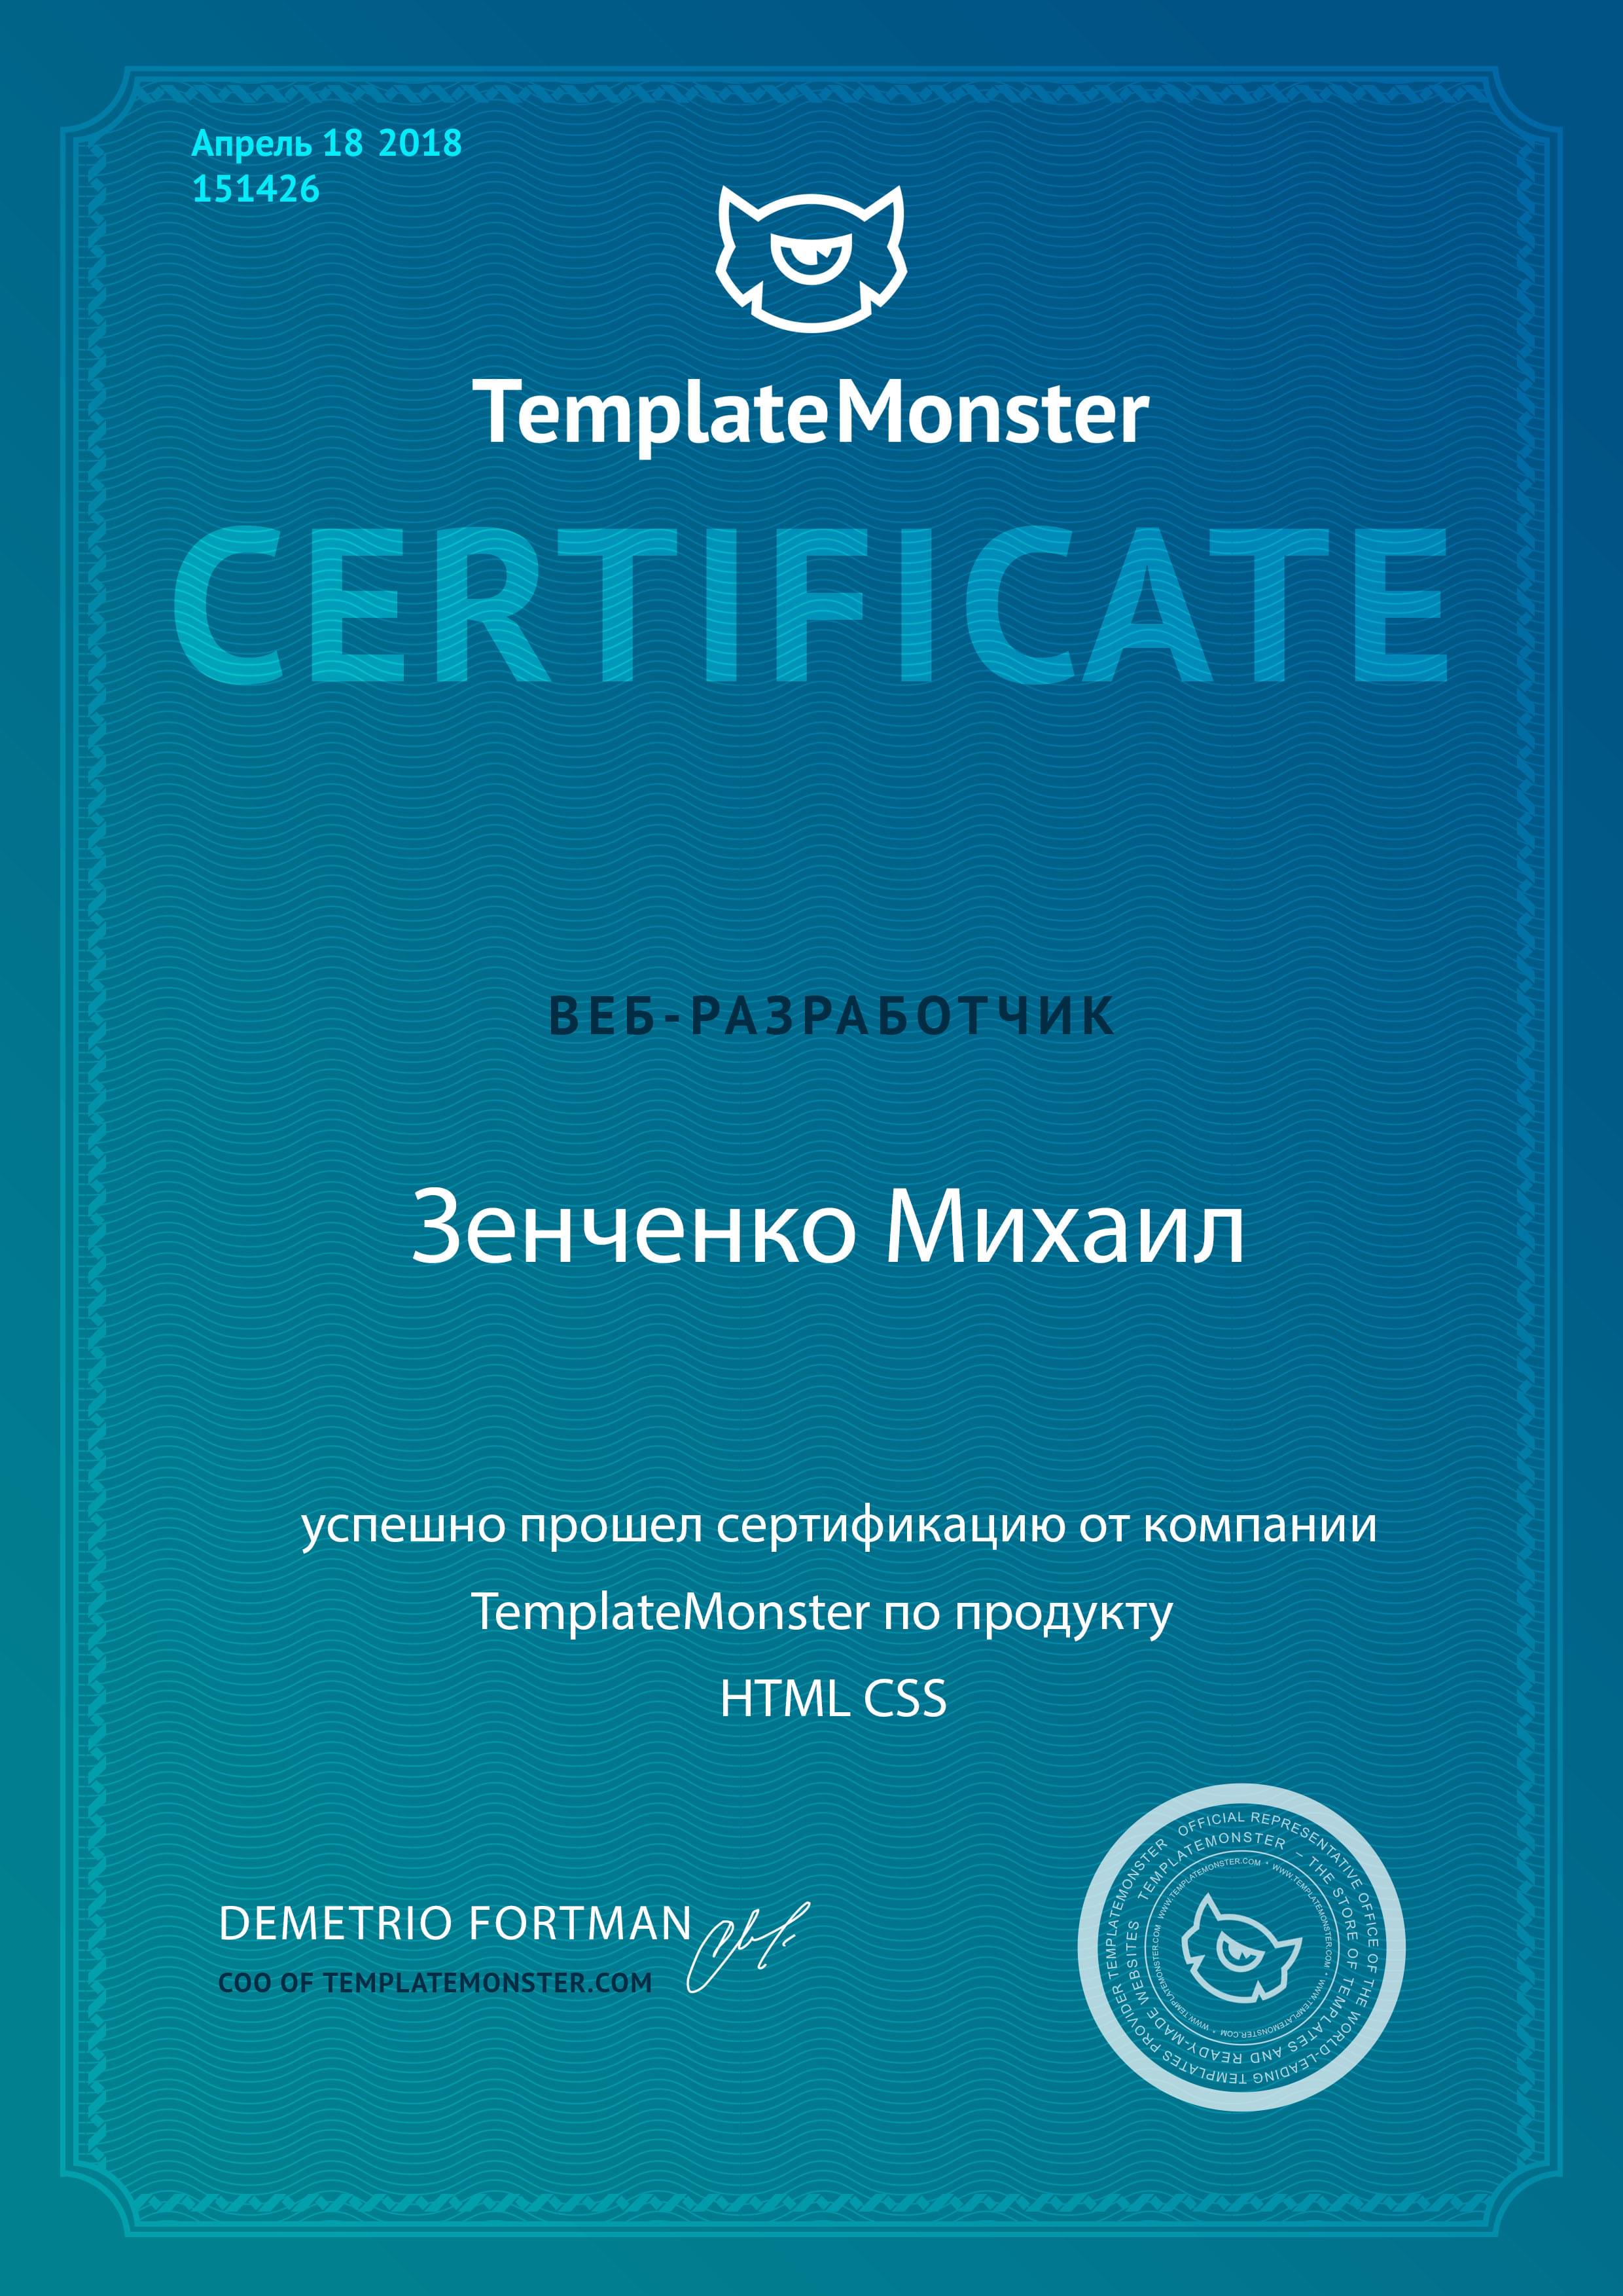 Апрель 18 2018
151426
TemplateMonster
CERTIFICATE
ВЕБ-РАЗРАБОТЧИК
Зенченко Михаил
успешно прошел сертификацию от компании
TemplateMonster по продукту
HTML CSS
DEMETRIO FORTMAN
COO OF TEMPLATEMONSTER.COM
OFFICIAL REPRESENTATIVE OFFICE OF THE WORLD-LEADING TEMPLATES PROVIDER TEMPLATEMONSTER
TEMPLATEMONSTER – THE STORE OF TEMPLATES AND READY-MADE WEBSITES
WWW.TEMPLATEMONSTER.COM * WWW.TEMPLATEMONSTER.COM * WWW.TEMPLATEMONSTER.COM * WWW.TEMPLATEMONSTER.COM